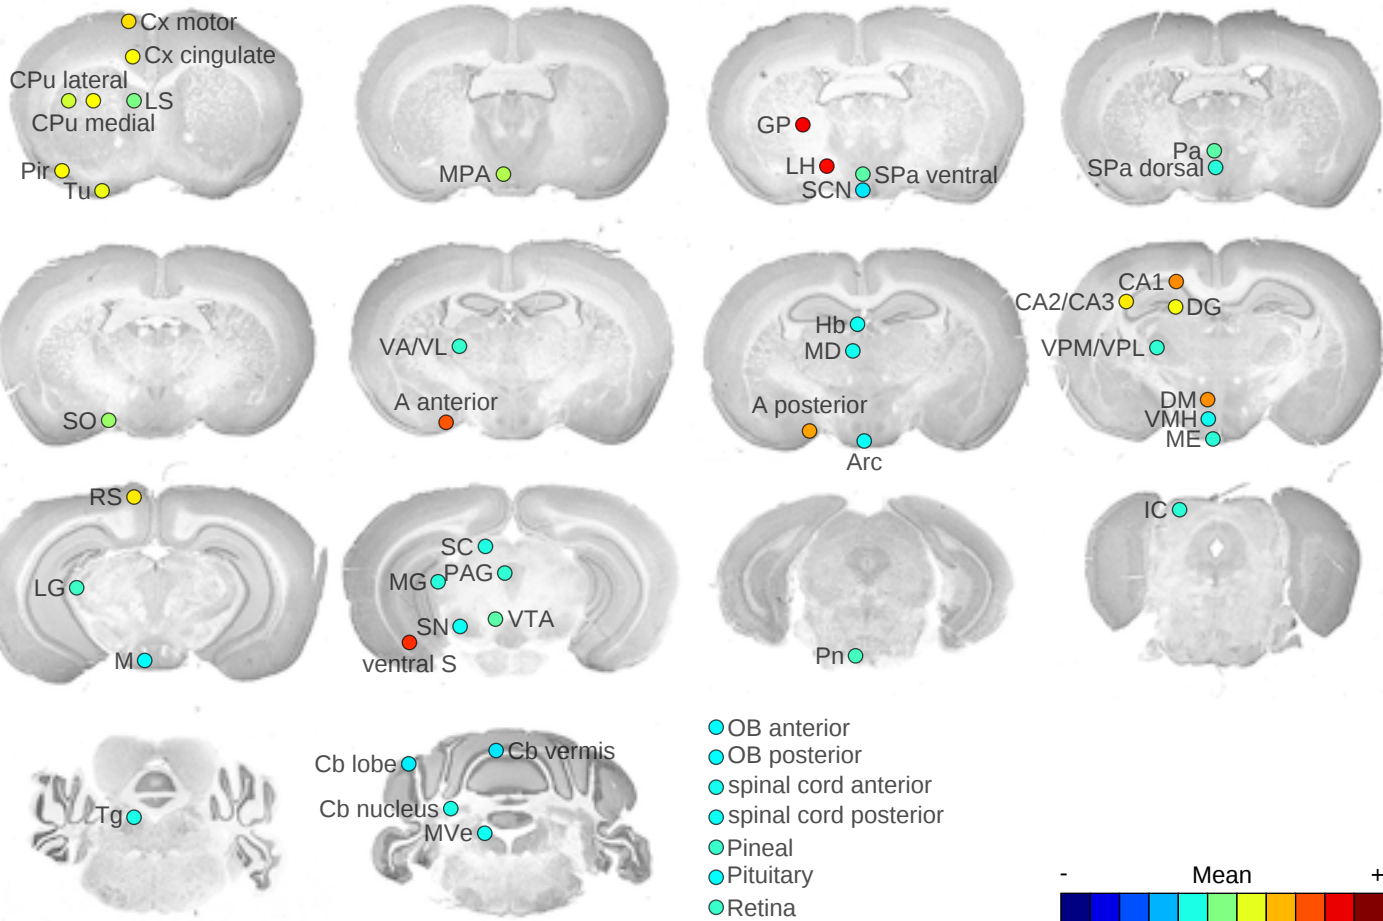 Cx motor
Cx cingulate
CPu lateral
LS
CPu medial
Pir
Tu
MPA
GP
LH
SPa ventral
SCN
Pa
SPa dorsal
SO
VA/VL
A anterior
Hb
MD
A posterior
Arc
CA1
CA2/CA3
DG
VPM/VPL
DM
VMH
ME
RS
LG
M
SC
PAG
MG
VTA
SN
ventral S
Pn
IC
Tg
Cb vermis
Cb lobe
Cb nucleus
MVe
OB anterior
OB posterior
spinal cord anterior
spinal cord posterior
Pineal
Pituitary
Retina
- Mean +